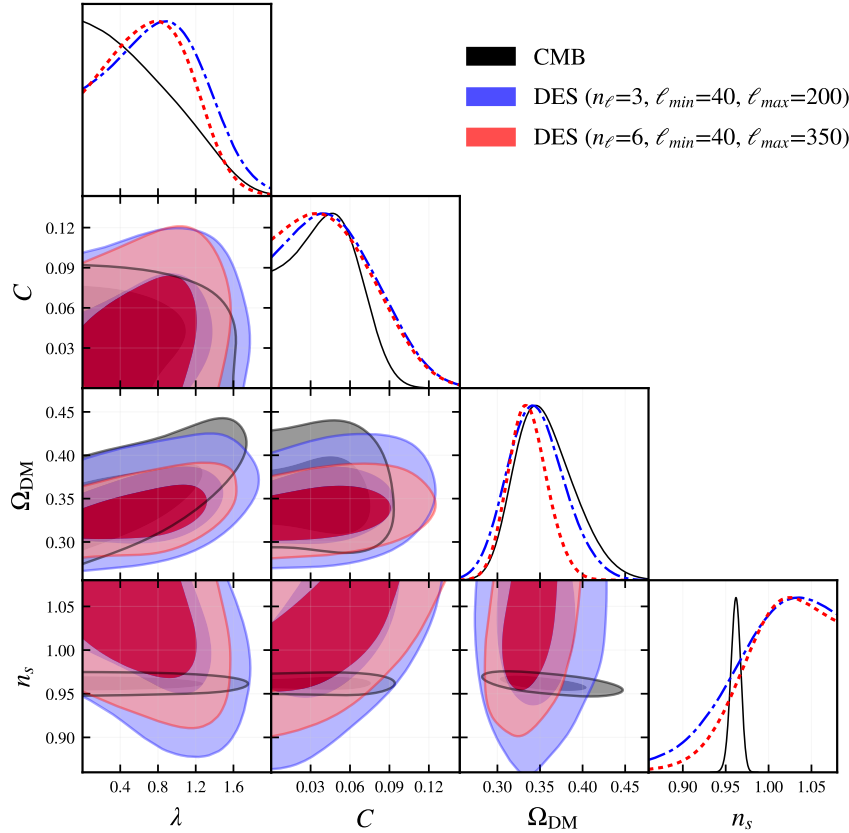 CMB
DES (nℓ=3, ℓmin=40, ℓmax=200)
DES (nℓ=6, ℓmin=40, ℓmax=350)
0.12
0.09
0.06
0.03
C
0.45
0.40
0.35
0.30
ΩDM
1.05
1.00
0.95
0.90
ns
0.4 0.8 1.2 1.6
0.03 0.06 0.09 0.12
0.30 0.35 0.40 0.45
0.90 0.95 1.00 1.05
λ C ΩDM ns